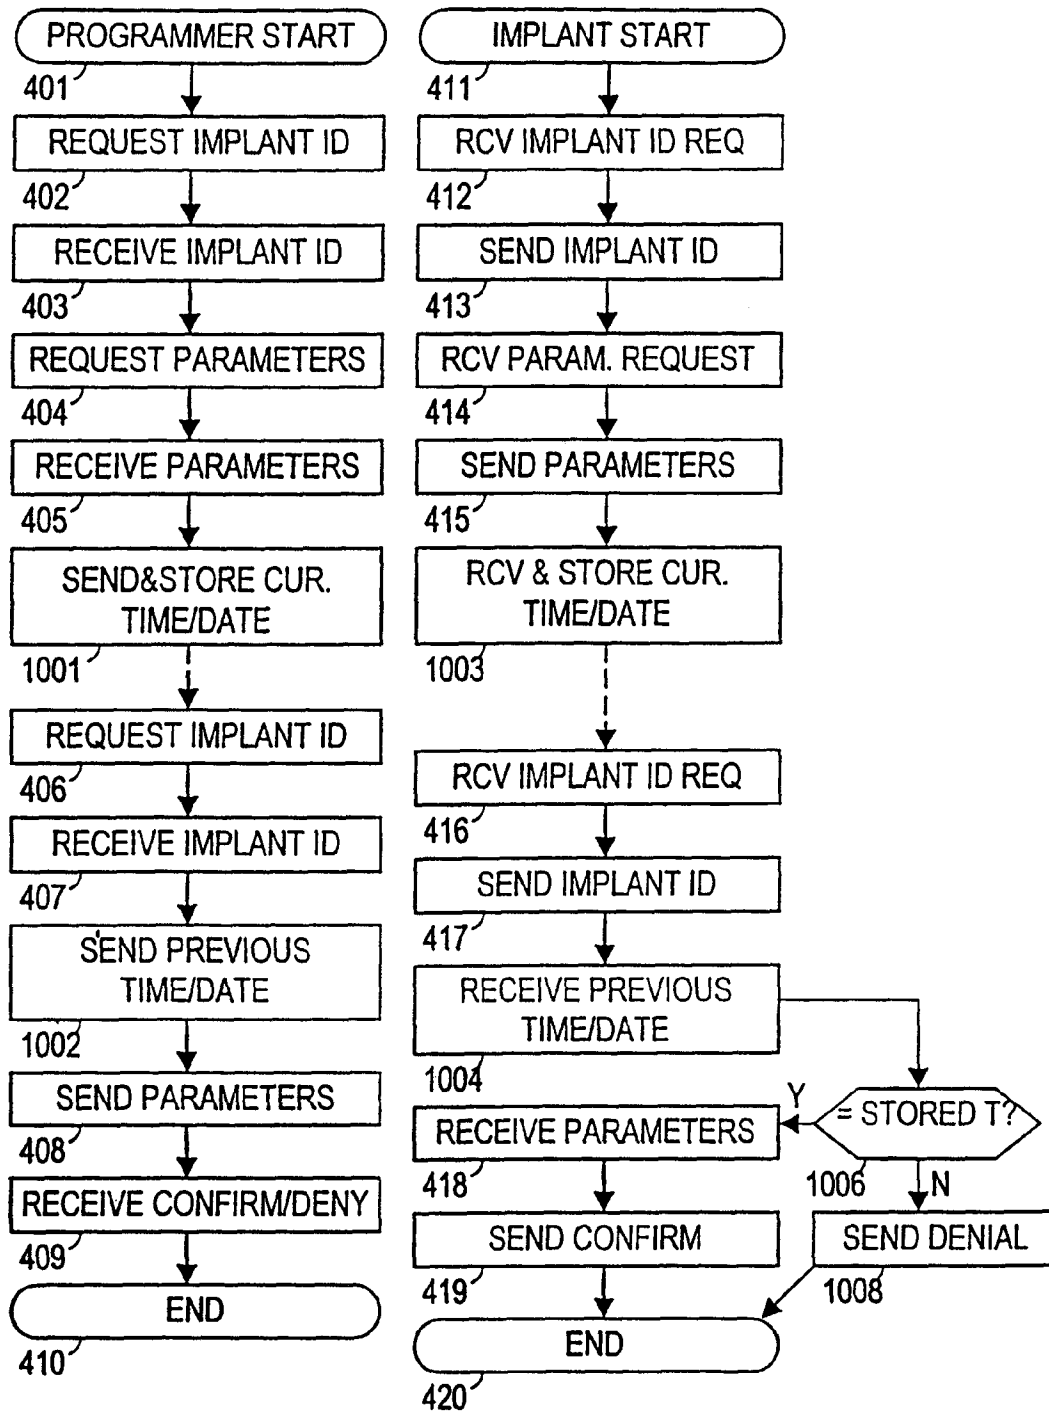 PROGRAMMER START
401
REQUEST IMPLANT ID
402
RECEIVE IMPLANT ID
403
REQUEST PARAMETERS
404
RECEIVE PARAMETERS
405
SEND&STORE CUR.
TIME/DATE
1001
REQUEST IMPLANT ID
406
RECEIVE IMPLANT ID
407
SEND PREVIOUS
TIME/DATE
1002
SEND PARAMETERS
408
RECEIVE CONFIRM/DENY
409
END
410
IMPLANT START
411
RCV IMPLANT ID REQ
412
SEND IMPLANT ID
413
RCV PARAM. REQUEST
414
SEND PARAMETERS
415
RCV & STORE CUR.
TIME/DATE
1003
RCV IMPLANT ID REQ
416
SEND IMPLANT ID
417
RECEIVE PREVIOUS
TIME/DATE
1004
= STORED T?
1006
Y
N
RECEIVE PARAMETERS
418
SEND CONFIRM
419
SEND DENIAL
1008
END
420